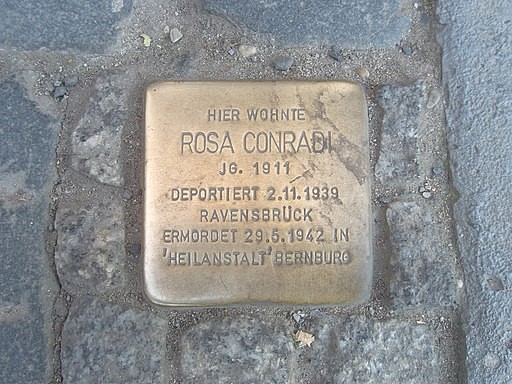 HIER WOHNTE
ROSA CONRADI
JG. 1911
DEPORTIERT 2.11.1939
RAVENSBRÜCK
ERMORDET 29.5.1942 IN
'HEILANSTALT' BERNBURG